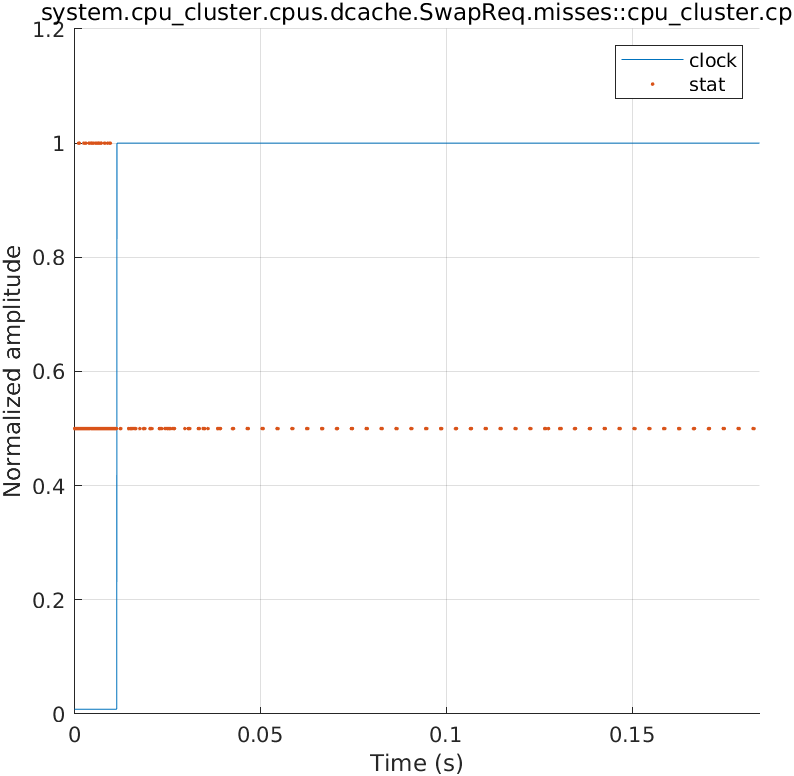 system.cpu_cluster.cpus.dcache.SwapReq.misses::cpu_cluster.cp
1.2
clock
stat
1
0.8
0.6
0.4
0.2
0
Normalized amplitude
0
0.05
0.1
0.15
Time (s)